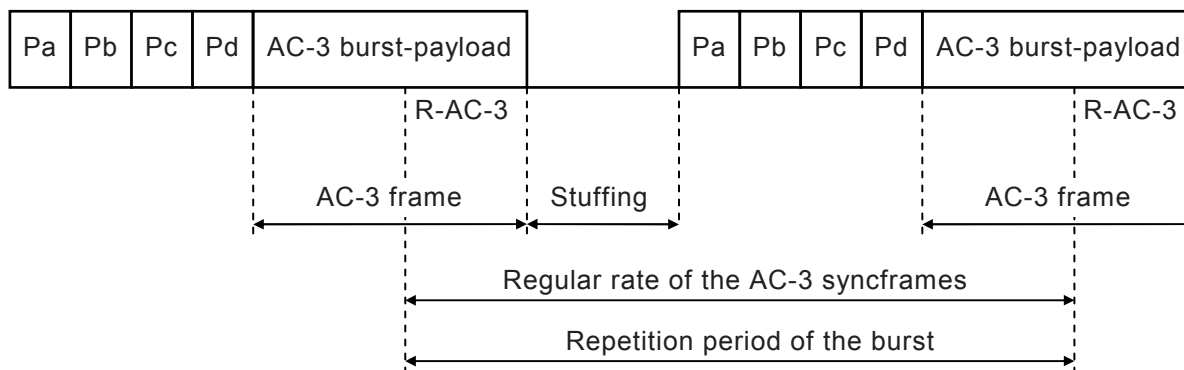 Pa Pb Pc Pd AC-3 burst-payload Pa Pb Pc Pd AC-3 burst-payload
R-AC-3 R-AC-3
AC-3 frame Stuffing AC-3 frame
Regular rate of the AC-3 syncframes
Repetition period of the burst